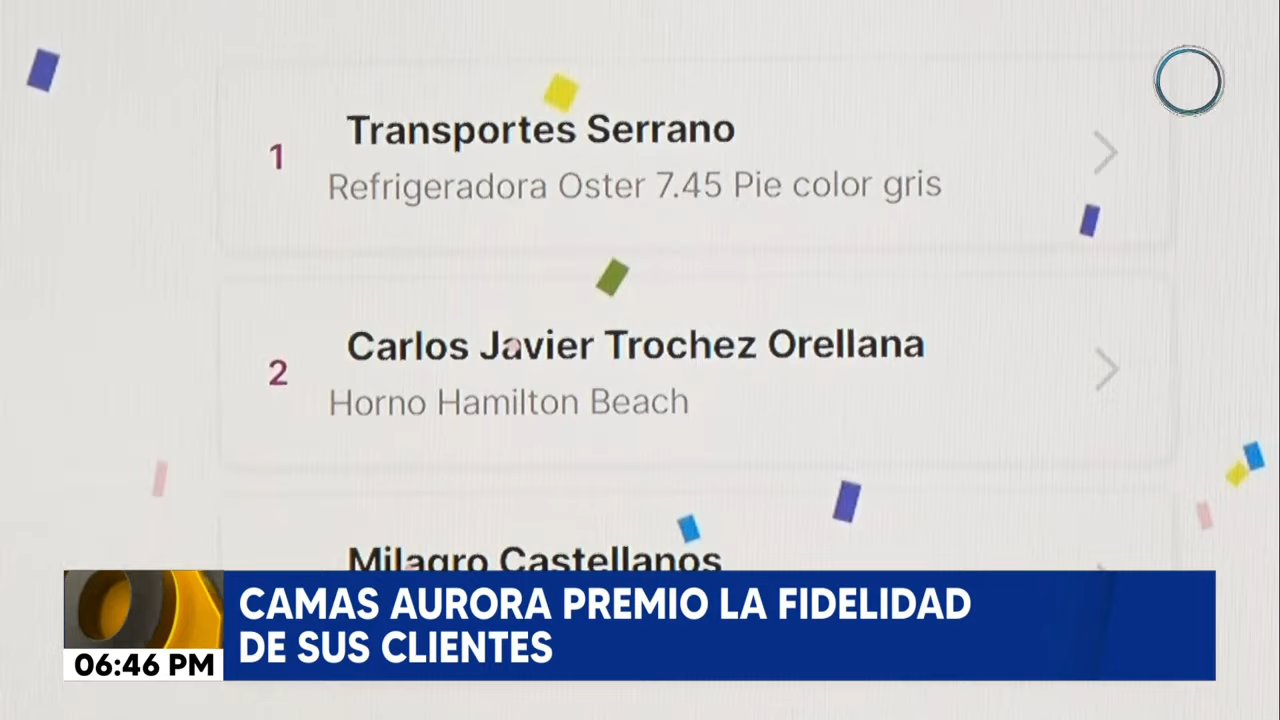 1
Transportes Serrano
Refrigeradora Oster 7.45 Pie color gris
2
Carlos Javier Trochez Orellana
Horno Hamilton Beach
Milagro Castellanos
CAMAS AURORA PREMIO LA FIDELIDAD
DE SUS CLIENTES
06:46 PM